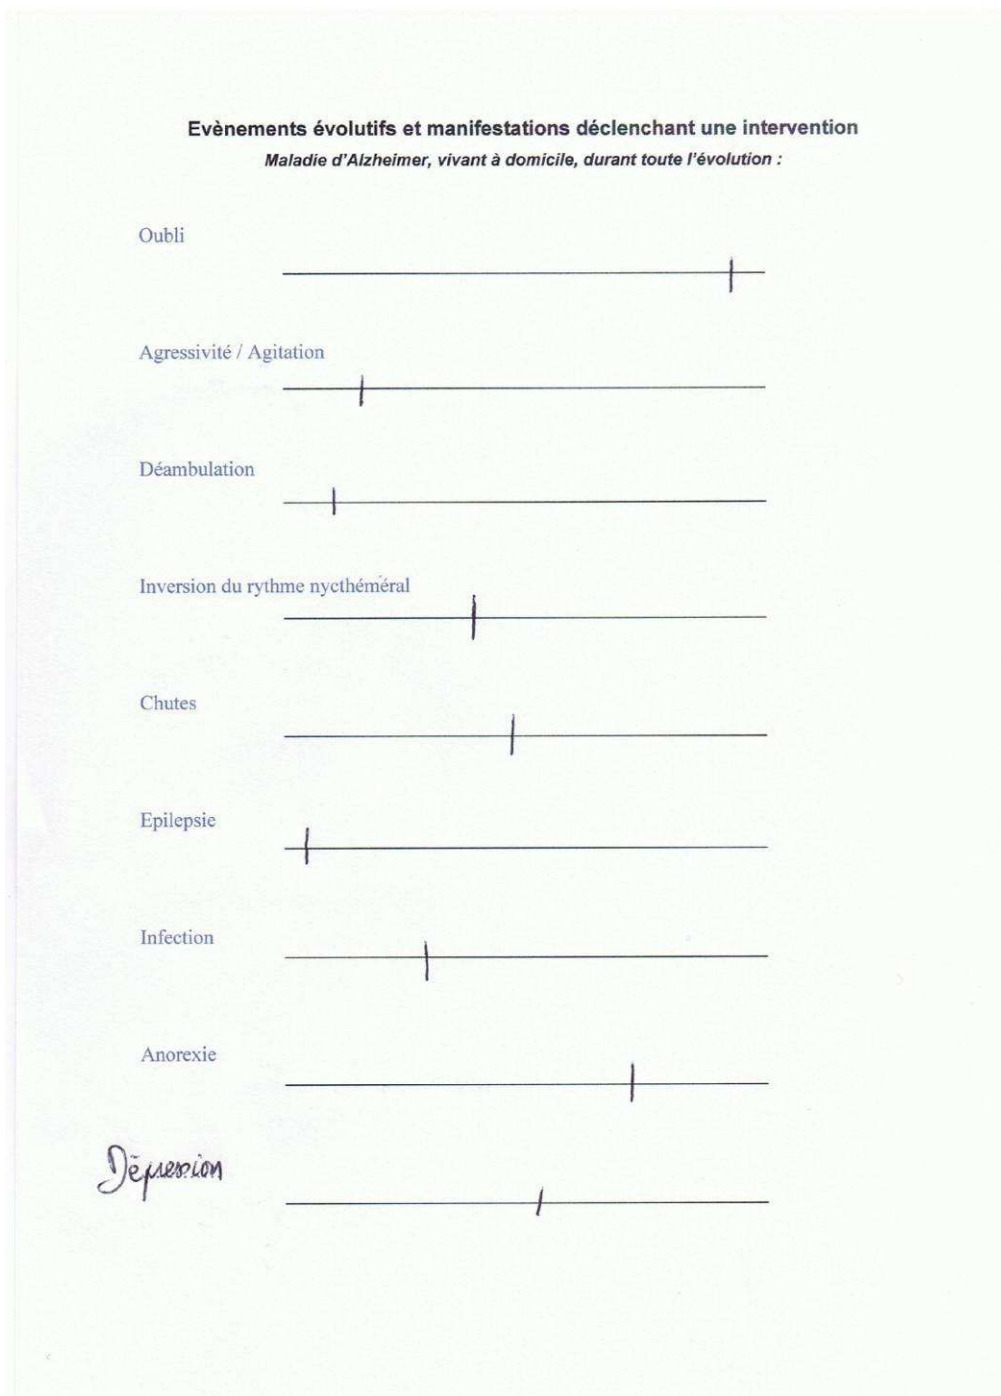 Evènements évolutifs et manifestations déclenchant une intervention
Maladie d'Alzheimer, vivant à domicile, durant toute l'évolution :
Oubli
Agressivité / Agitation
Déambulation
Inversion du rythme nycthéméral
Chutes
Epilepsie
Infection
Anorexie
Dépression